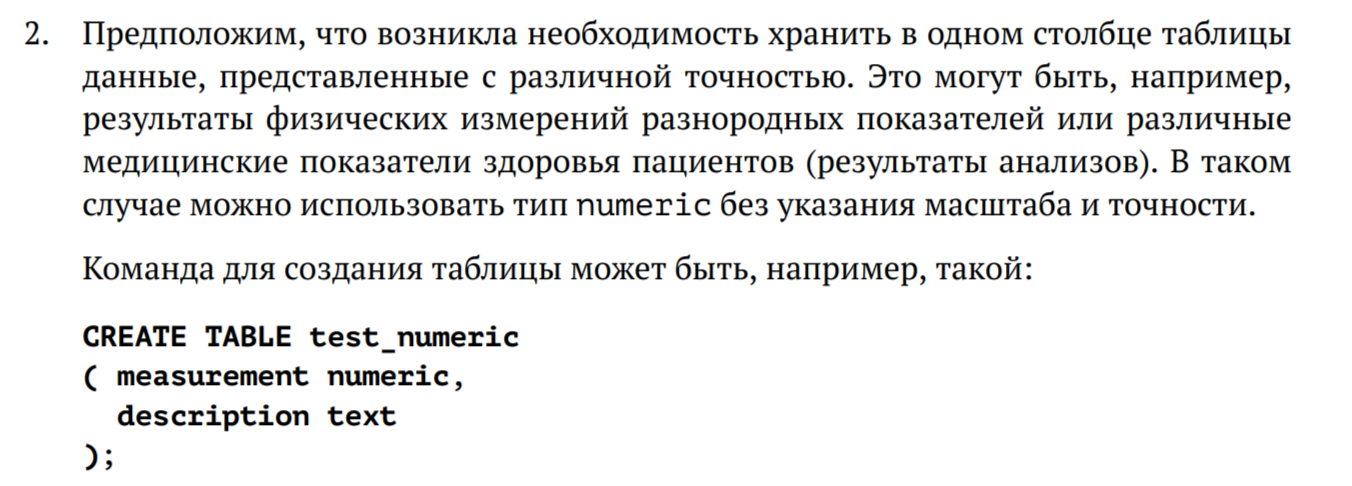 2. Предположим, что возникла необходимость хранить в одном столбце таблицы
данные, представленные с различной точностью. Это могут быть, например,
результаты физических измерений разнородных показателей или различные
медицинские показатели здоровья пациентов (результаты анализов). В таком
случае можно использовать тип numeric без указания масштаба и точности.
Команда для создания таблицы может быть, например, такой:
CREATE TABLE test_numeric
( measurement numeric,
description text
);